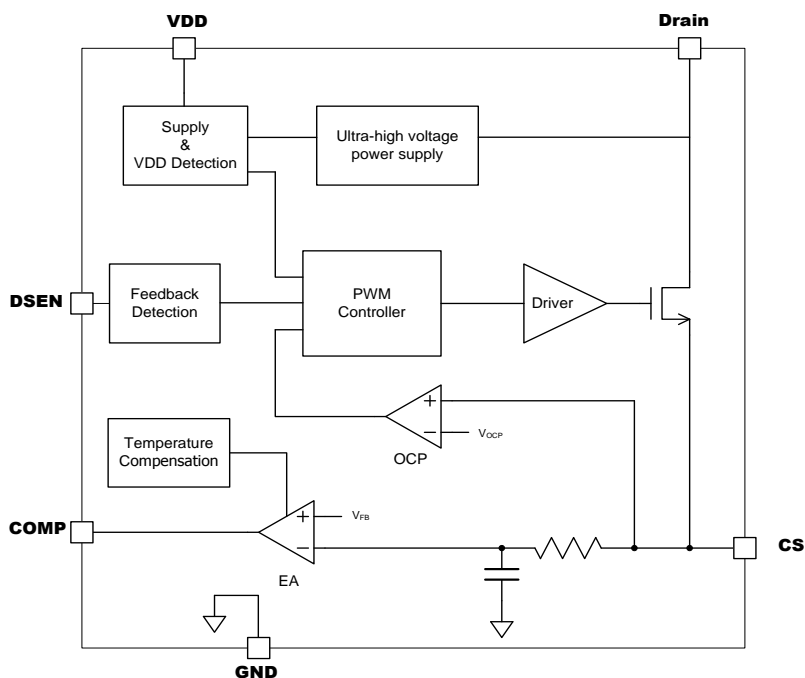 VDD
Drain
Supply
&
VDD Detection
Ultra-high voltage
power supply
DSEN
Feedback
Detection
PWM
Controller
Driver
+
−
VOCP
OCP
Temperature
Compensation
COMP
+
−
VFB
EA
CS
GND